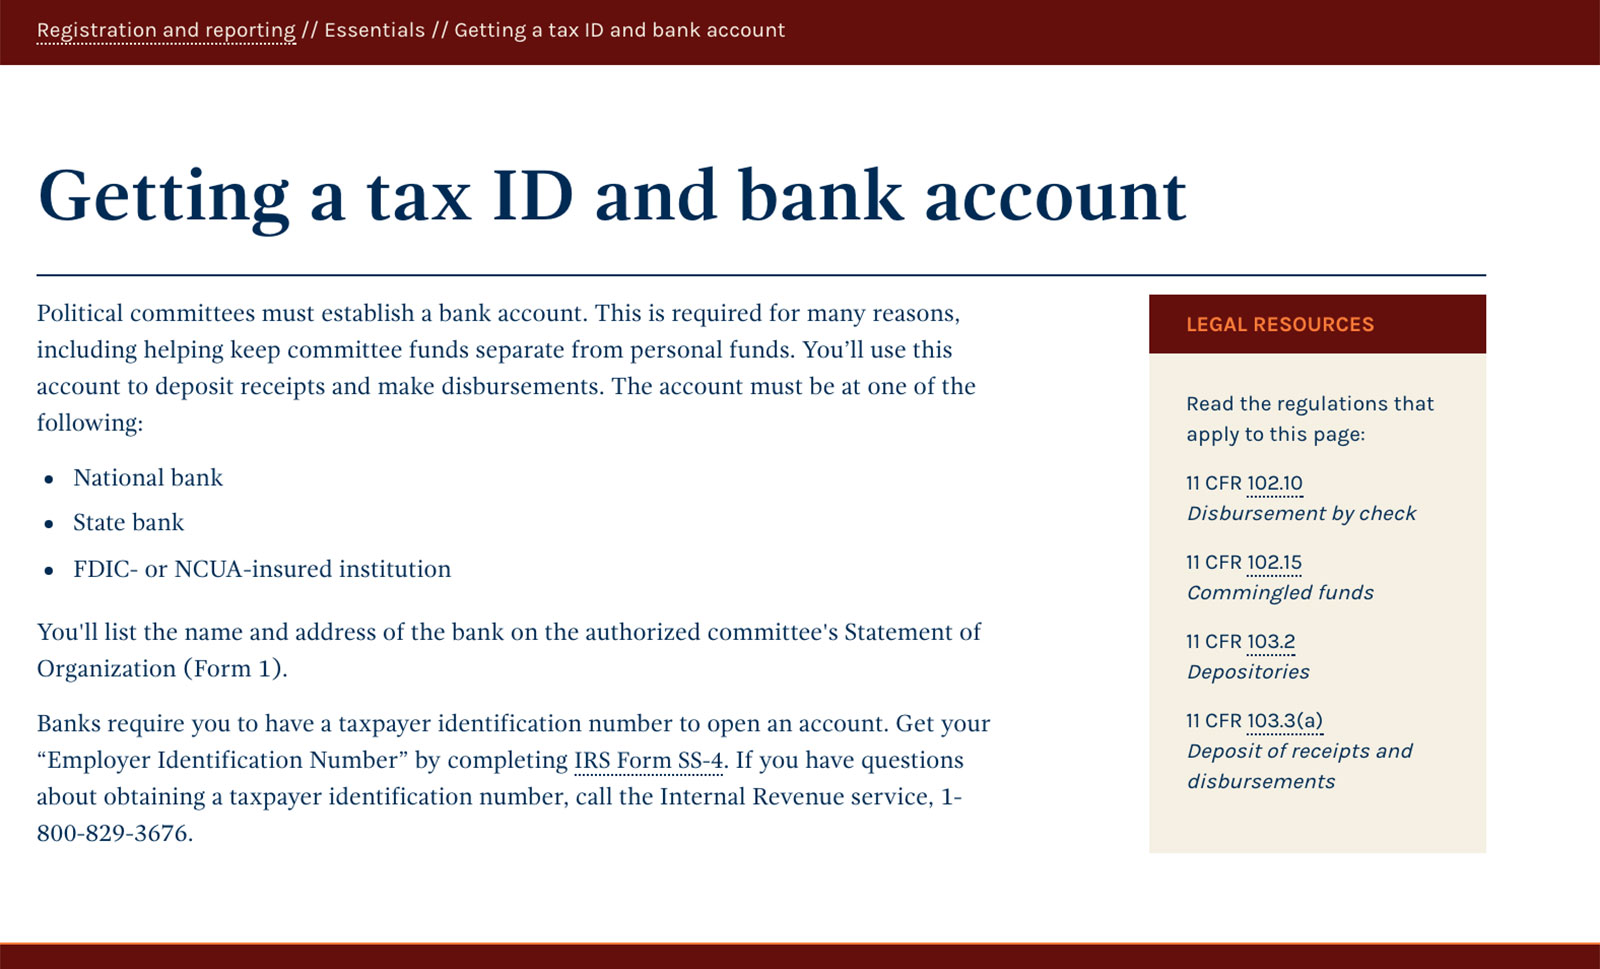 Registration and reporting // Essentials // Getting a tax ID and bank account
Getting a tax ID and bank account
Political committees must establish a bank account. This is required for many reasons,
including helping keep committee funds separate from personal funds. You’ll use this
account to deposit receipts and make disbursements. The account must be at one of the
following:
• National bank
• State bank
• FDIC- or NCUA-insured institution
You'll list the name and address of the bank on the authorized committee's Statement of
Organization (Form 1).
Banks require you to have a taxpayer identification number to open an account. Get your
“Employer Identification Number” by completing IRS Form SS-4. If you have questions
about obtaining a taxpayer identification number, call the Internal Revenue service, 1-
800-829-3676.
LEGAL RESOURCES
Read the regulations that
apply to this page:
11 CFR 102.10
Disbursement by check
11 CFR 102.15
Commingled funds
11 CFR 103.2
Depositories
11 CFR 103.3(a)
Deposit of receipts and
disbursements